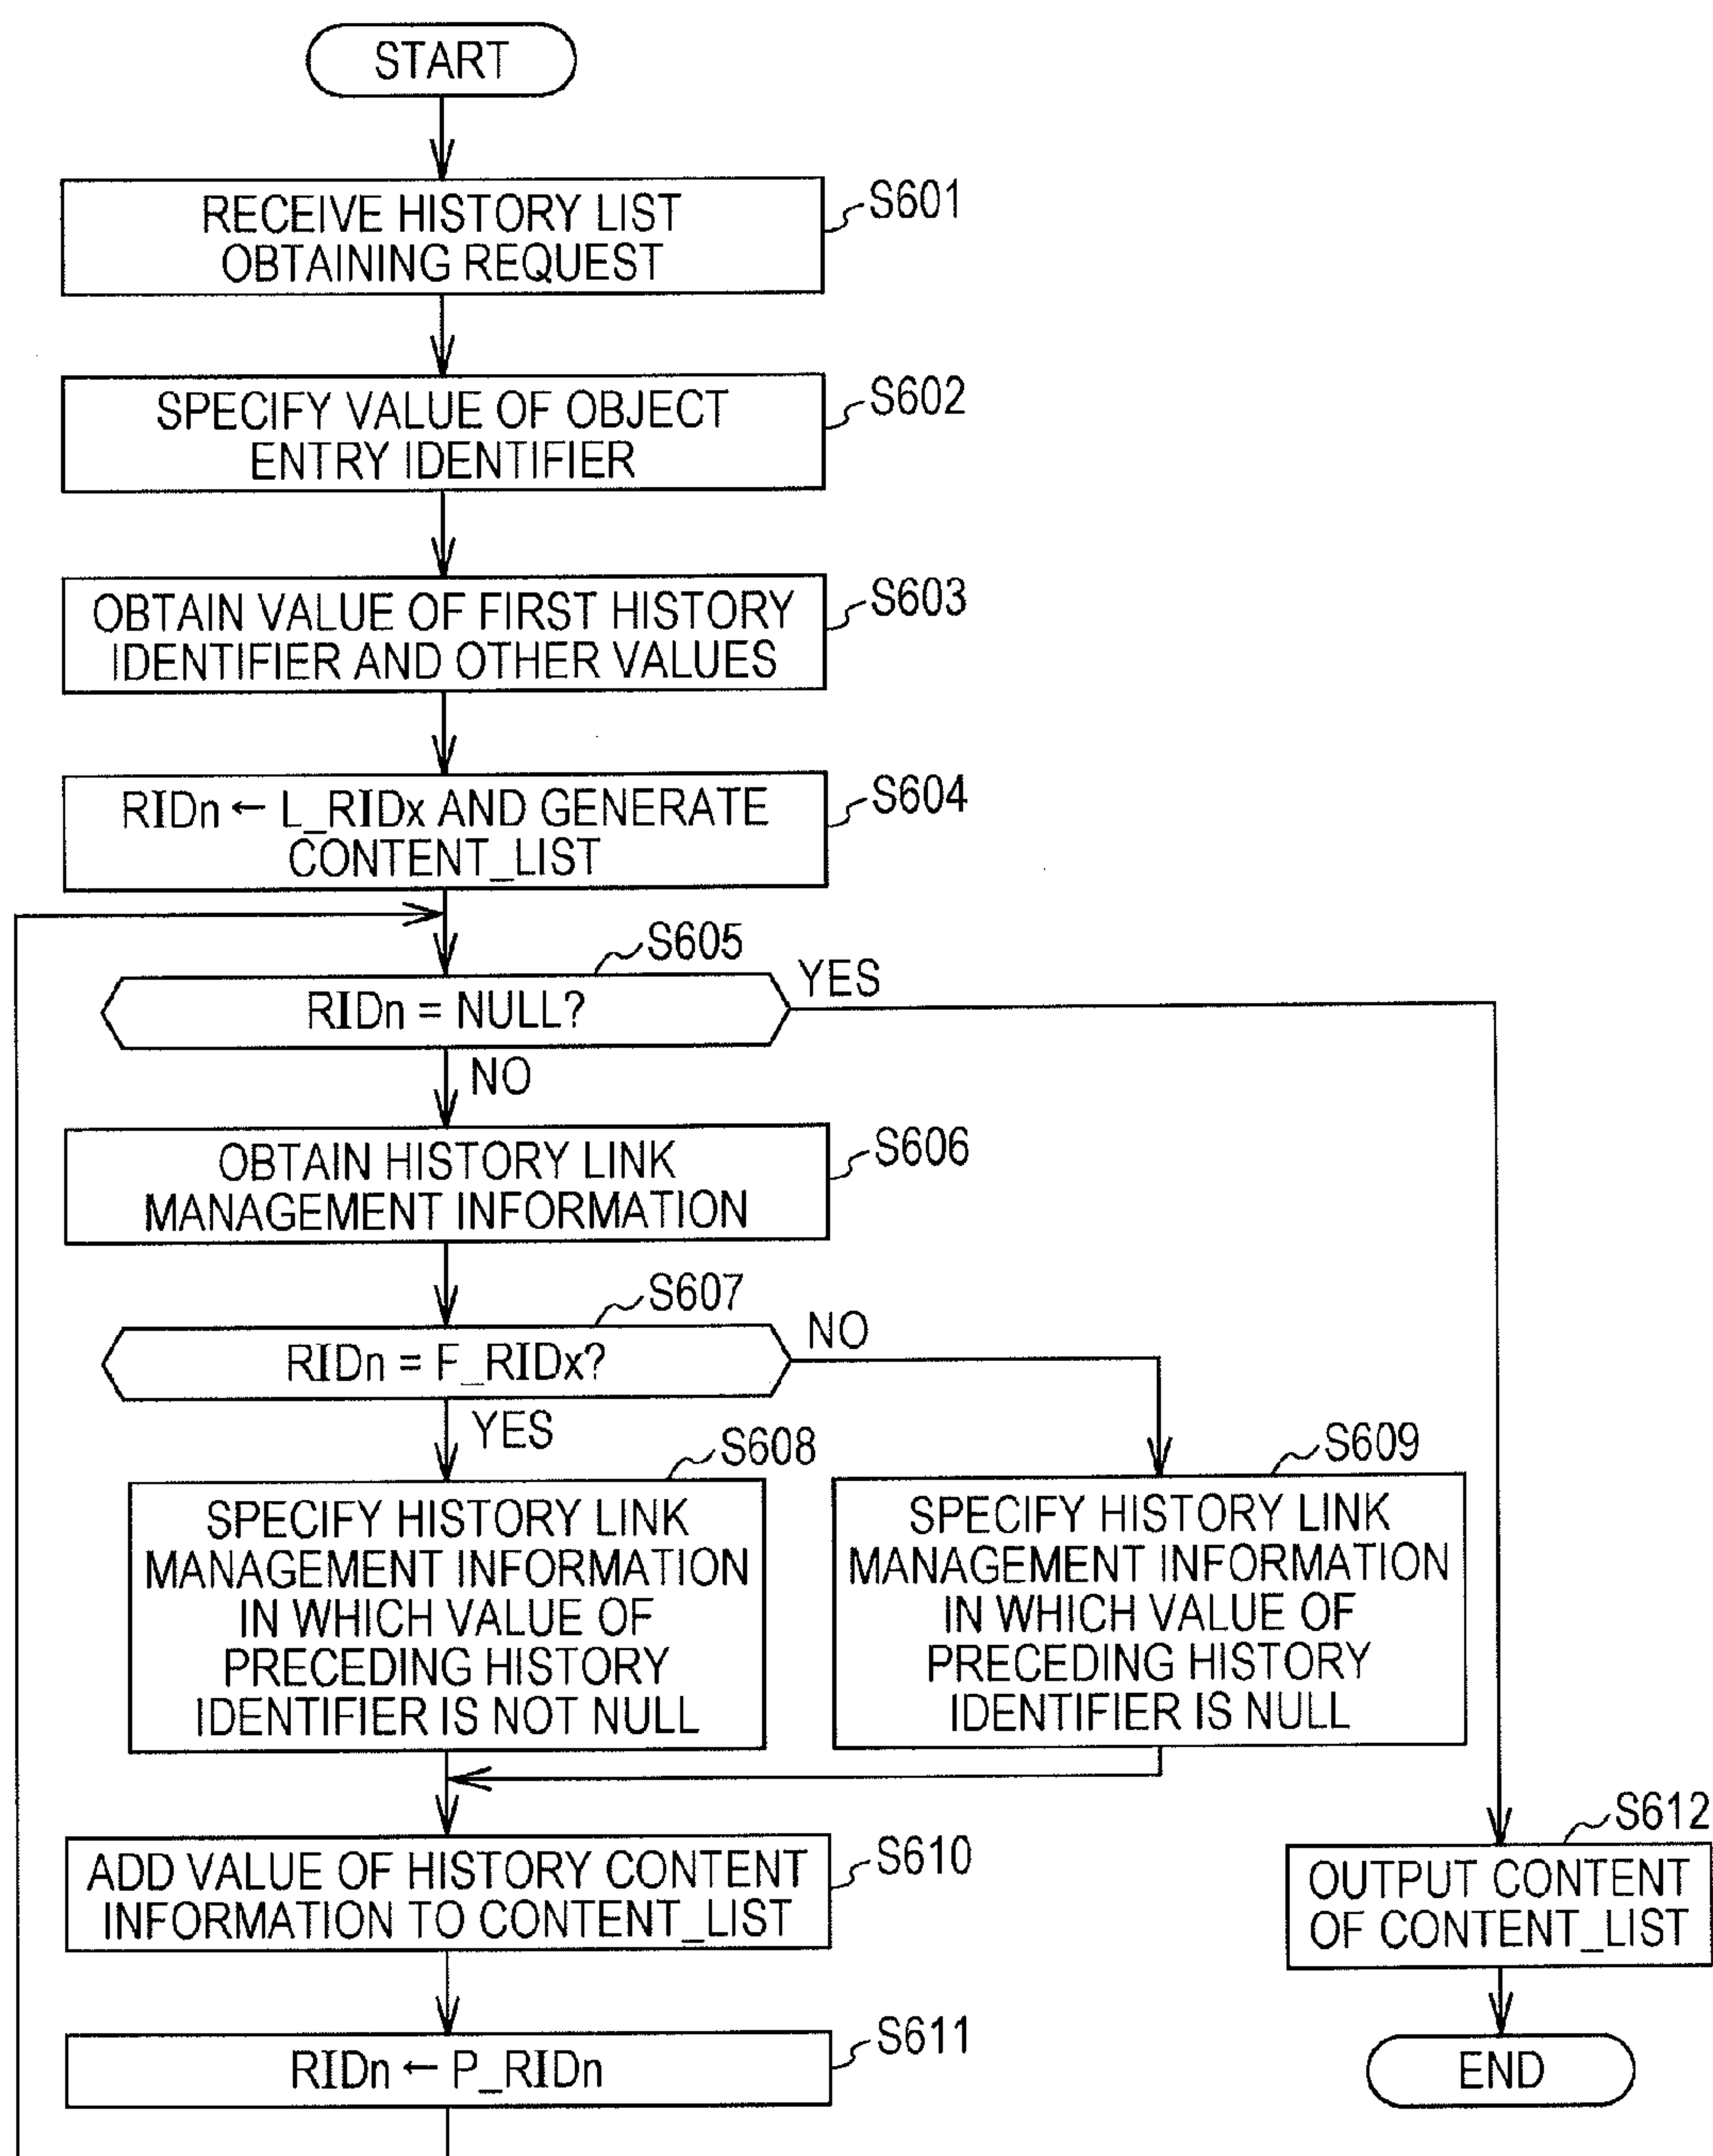 START
RECEIVE HISTORY LIST
OBTAINING REQUEST
S601
SPECIFY VALUE OF OBJECT
ENTRY IDENTIFIER
S602
OBTAIN VALUE OF FIRST HISTORY
IDENTIFIER AND OTHER VALUES
S603
RIDn ← L_RIDx AND GENERATE
CONTENT_LIST
S604
S605
RIDn = NULL?
YES
NO
OBTAIN HISTORY LINK
MANAGEMENT INFORMATION
S606
S607
RIDn = F_RIDx?
NO
YES
S608
SPECIFY HISTORY LINK
MANAGEMENT INFORMATION
IN WHICH VALUE OF
PRECEDING HISTORY
IDENTIFIER IS NOT NULL
S609
SPECIFY HISTORY LINK
MANAGEMENT INFORMATION
IN WHICH VALUE OF
PRECEDING HISTORY
IDENTIFIER IS NULL
ADD VALUE OF HISTORY CONTENT
INFORMATION TO CONTENT_LIST
S610
S612
OUTPUT CONTENT
OF CONTENT_LIST
RIDn ← P_RIDn
S611
END